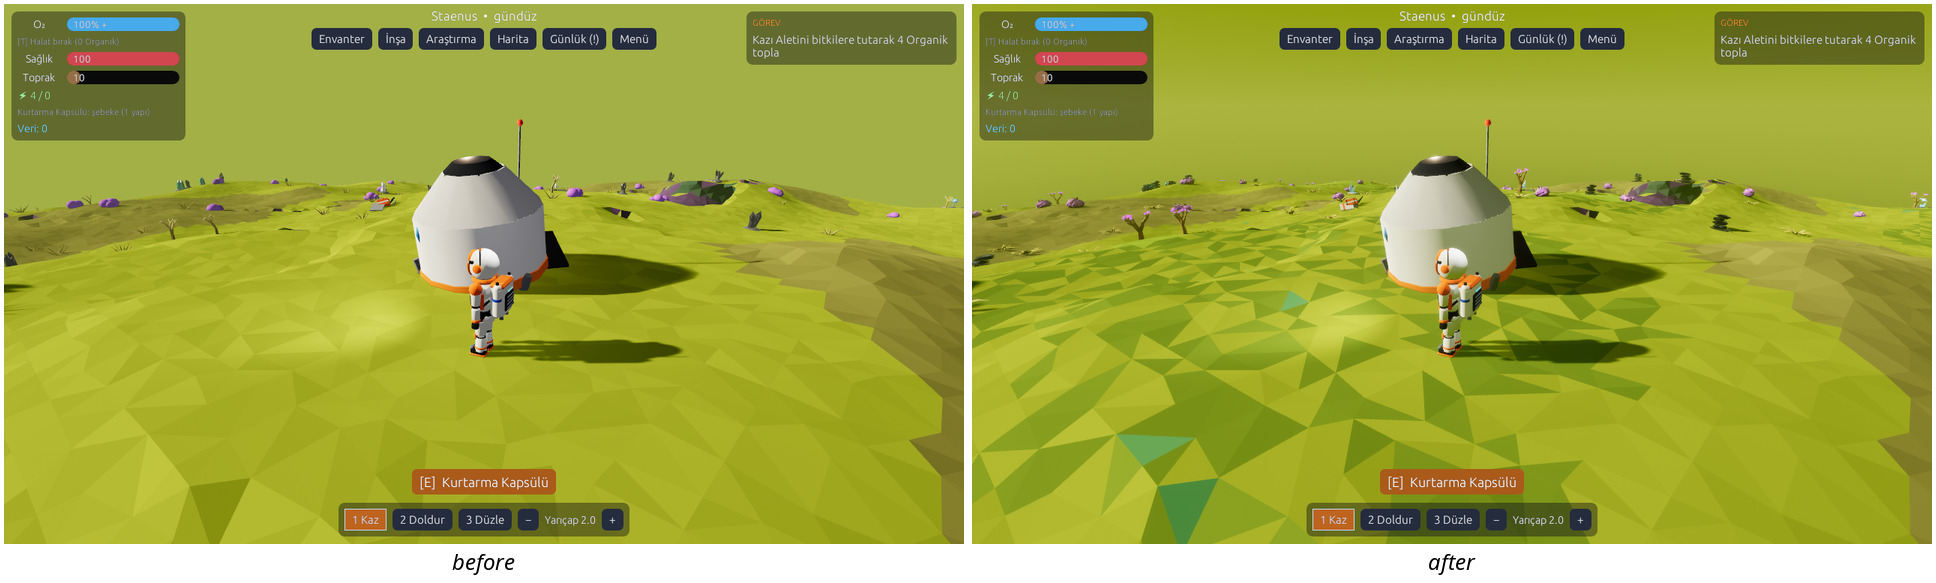 Staenus • gündüz
O₂ 100% +
[T] Halat bırak (0 Organik)
Sağlık 100
Toprak 10
⚡ 4 / 0
Kurtarma Kapsülü: şebeke (1 yapı)
Veri: 0
Envanter İnşa Araştırma Harita Günlük (!) Menü
GÖREV
Kazı Aletini bitkilere tutarak 4 Organik
topla
[E] Kurtarma Kapsülü
1 Kaz 2 Doldur 3 Düzle − Yarıçap 2.0 +
before
Staenus • gündüz
O₂ 100% +
[T] Halat bırak (0 Organik)
Sağlık 100
Toprak 10
⚡ 4 / 0
Kurtarma Kapsülü: şebeke (1 yapı)
Veri: 0
Envanter İnşa Araştırma Harita Günlük (!) Menü
GÖREV
Kazı Aletini bitkilere tutarak 4 Organik
topla
[E] Kurtarma Kapsülü
1 Kaz 2 Doldur 3 Düzle − Yarıçap 2.0 +
after